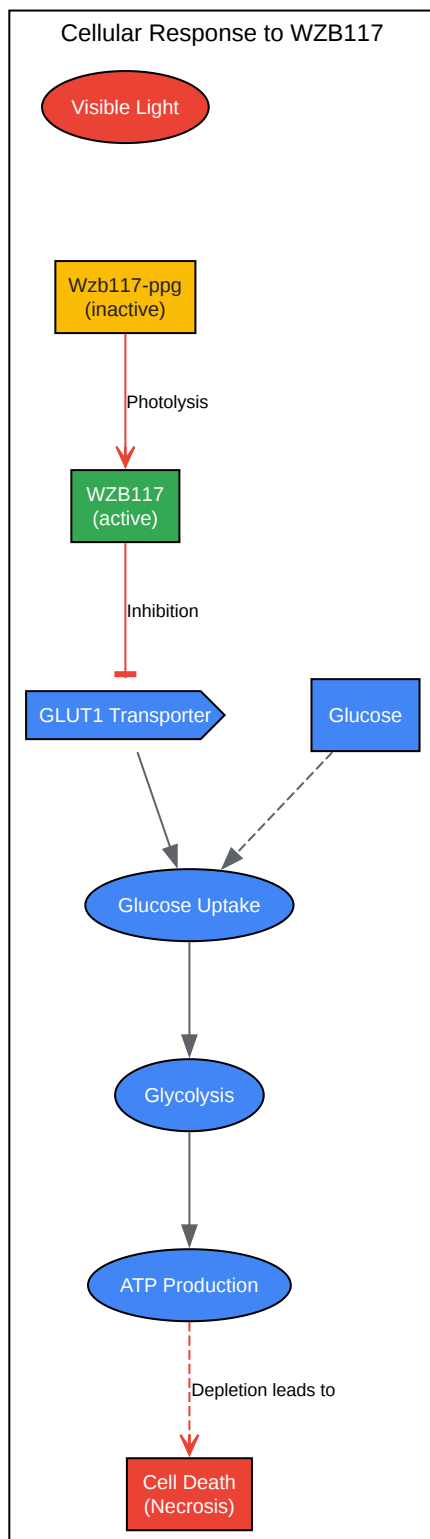 Cellular Response to WZB117
Visible Light
Wzb117-ppg
(inactive)
Photolysis
WZB117
(active)
Inhibition
GLUT1 Transporter
Glucose
Glucose Uptake
Glycolysis
ATP Production
Depletion leads to
Cell Death
(Necrosis)